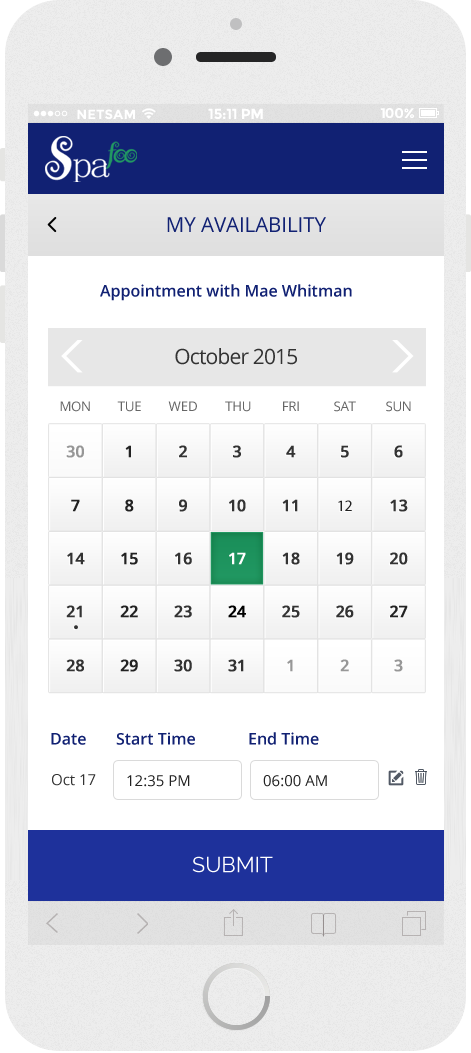 NETSAM 15:11 PM 100%
Spa foo
MY AVAILABILITY
Appointment with Mae Whitman
October 2015
MON TUE WED THU FRI SAT SUN
30 1 2 3 4 5 6
7 8 9 10 11 12 13
14 15 16 17 18 19 20
21 22 23 24 25 26 27
28 29 30 31 1 2 3
Date Start Time End Time
Oct 17 12:35 PM 06:00 AM
SUBMIT